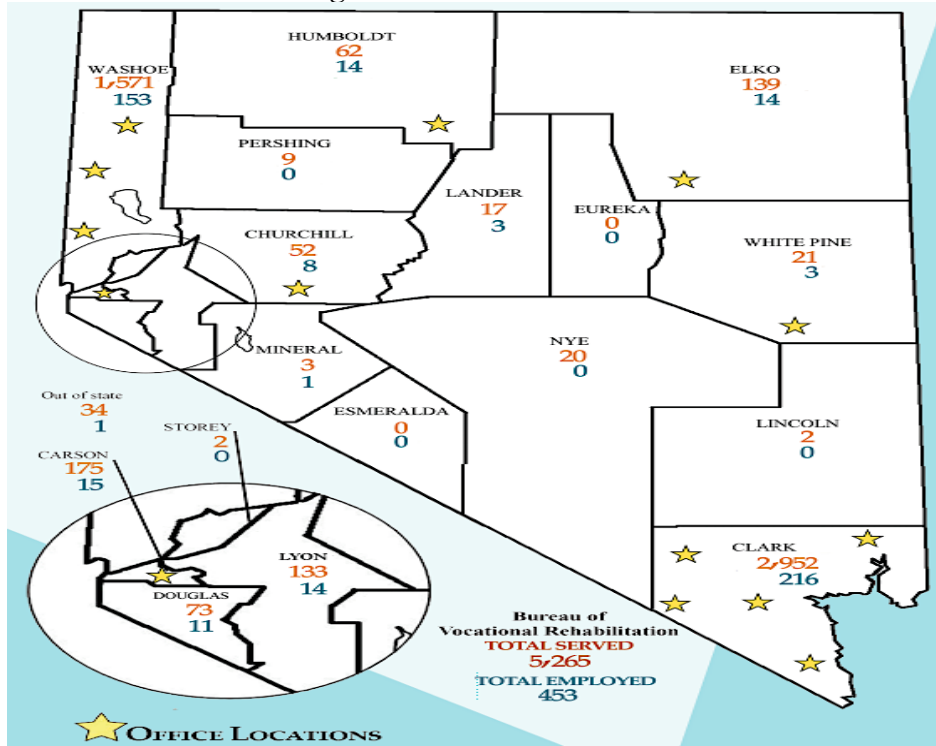 HUMBOLDT
62
14
WASHOE
1,571
153
ELKO
139
14
PERSHING
9
0
LANDER
17
3
EUREKA
0
0
CHURCHILL
52
8
WHITE PINE
21
3
MINERAL
3
1
NYE
20
0
ESMERALDA
0
0
LINCOLN
2
0
Out of state
34
1
STOREY
2
0
CARSON
175
15
LYON
133
14
DOUGLAS
73
11
CLARK
2,952
216
Bureau of
Vocational Rehabilitation
TOTAL SERVED
5,265
TOTAL EMPLOYED
453
OFFICE LOCATIONS